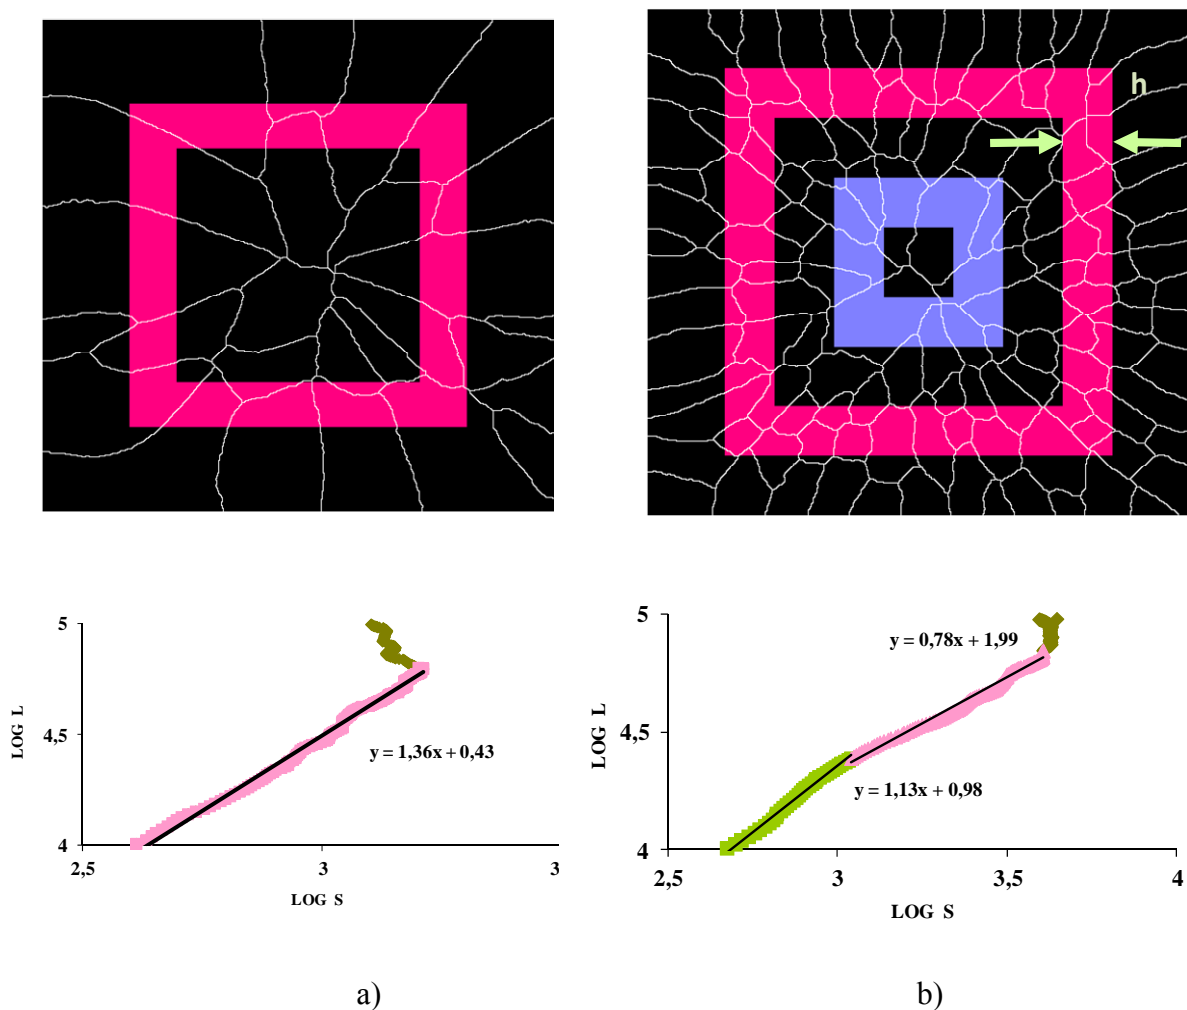 h
5
4,5
4
LOG L
y = 1,36x + 0,43
2,5
3
3
LOG S
5
4,5
4
LOG L
y = 0,78x + 1,99
y = 1,13x + 0,98
2,5
3
3,5
4
LOG S
a)
b)